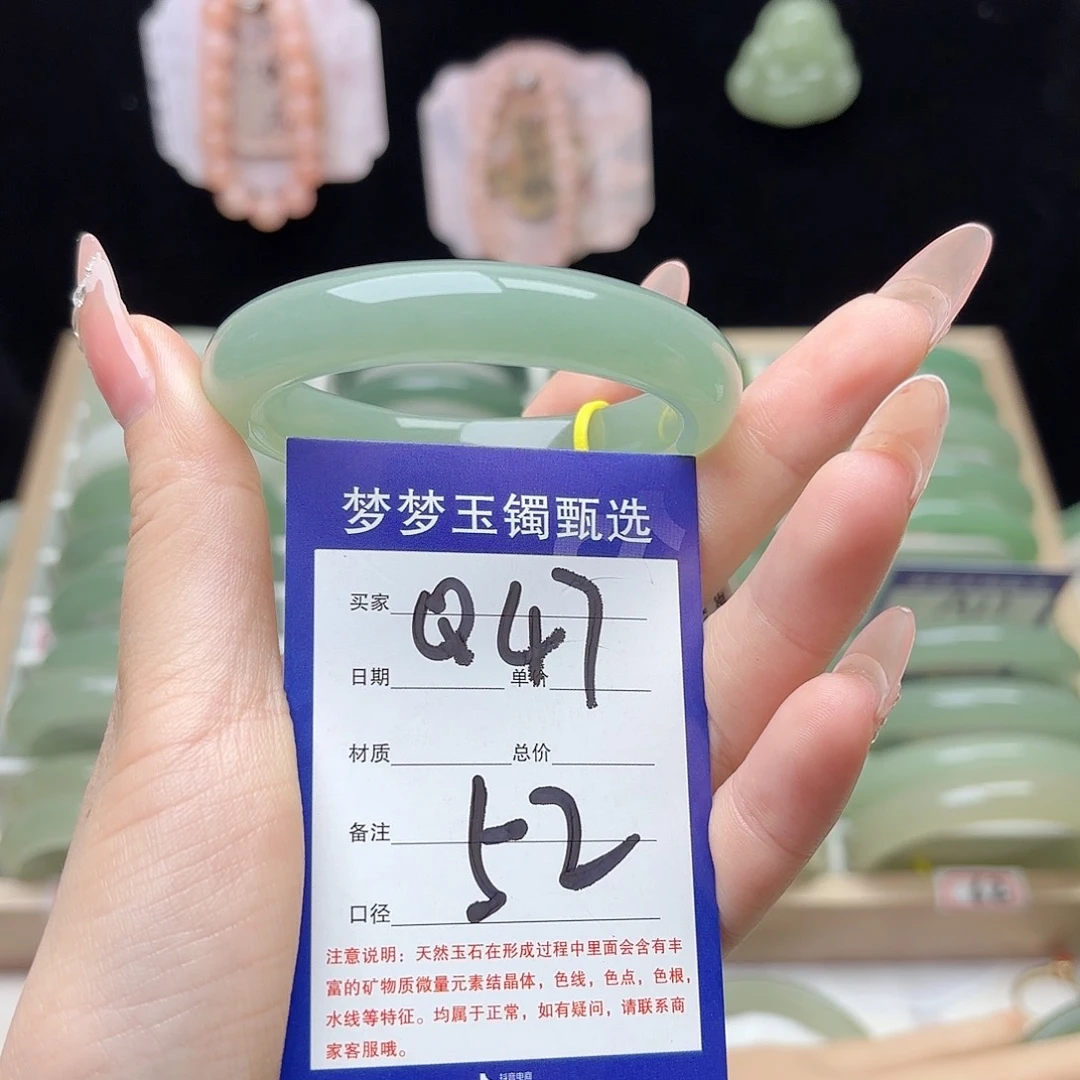 梦梦玉镯甄选
买家 Q47
日期 单价
材质 总价
备注 52
口径
注意说明：天然玉石在形成过程中里面会含有丰
富的矿物质微量元素结晶体，色线，色点，色根，
水线等特征。均属于正常，如有疑问，请联系商
家客服哦。
抖音电商